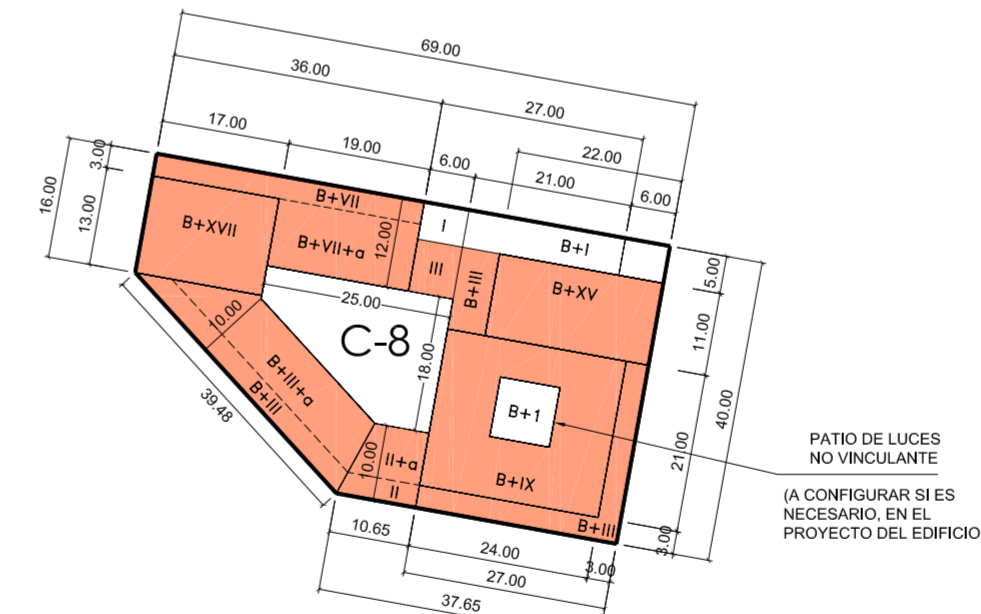 69.00
36.00
27.00
17.00
19.00
6.00
22.00
21.00
6.00
16.00
3.00
13.00
B+VII
B+XVII
B+VII+a
12.00
I
B+I
III
B+III
B+XV
5.00
11.00
25.00
C-8
18.00
10.00
B+III+a
B+III
39.48
B+1
21.00
40.00
PATIO DE LUCES
NO VINCULANTE
(A CONFIGURAR SI ES
NECESARIO, EN EL
PROYECTO DEL EDIFICIO
10.00
II+a
II
B+IX
B+III
3.00
10.65
24.00
3.00
27.00
37.65